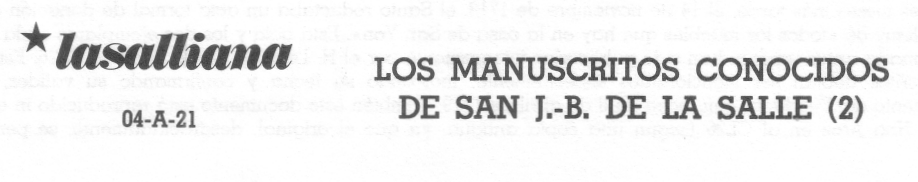 ★ lasalliana
04-A-21
LOS MANUSCRITOS CONOCIDOS
DE SAN J.-B. DE LA SALLE (2)